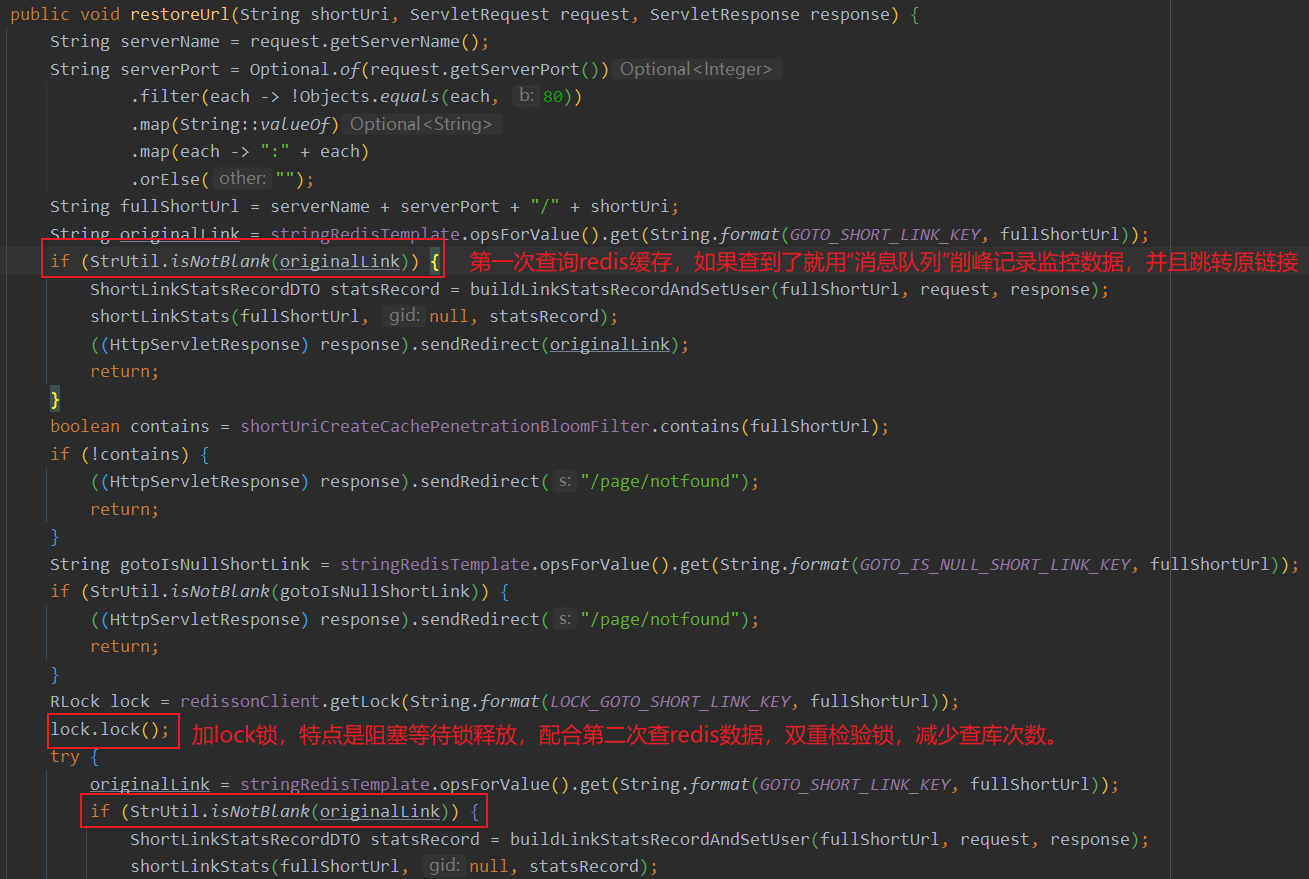 public void restoreUrl(String shortUri, ServletRequest request, ServletResponse response) {
String serverName = request.getServerName();
String serverPort = Optional.of(request.getServerPort()) Optional<Integer>
.filter(each -> !Objects.equals(each, b: 80))
.map(String::valueOf) Optional<String>
.map(each -> ":" + each)
.orElse( other: "");
String fullShortUrl = serverName + serverPort + "/" + shortUri;
String originalLink = stringRedisTemplate.opsForValue().get(String.format(GOTO_SHORT_LINK_KEY, fullShortUrl));
if (StrUtil.isNotBlank(originalLink)) { 第一次查询redis缓存，如果查到了就用“消息队列”削峰记录监控数据，并且跳转原链接
ShortLinkStatsRecordDTO statsRecord = buildLinkStatsRecordAndSetUser(fullShortUrl, request, response);
shortLinkStats(fullShortUrl, gid: null, statsRecord);
((HttpServletResponse) response).sendRedirect(originalLink);
return;
}
boolean contains = shortUriCreateCachePenetrationBloomFilter.contains(fullShortUrl);
if (!contains) {
((HttpServletResponse) response).sendRedirect( s: "/page/notfound");
return;
}
String gotoIsNullShortLink = stringRedisTemplate.opsForValue().get(String.format(GOTO_IS_NULL_SHORT_LINK_KEY, fullShortUrl));
if (StrUtil.isNotBlank(gotoIsNullShortLink)) {
((HttpServletResponse) response).sendRedirect( s: "/page/notfound");
return;
}
RLock lock = redissonClient.getLock(String.format(LOCK_GOTO_SHORT_LINK_KEY, fullShortUrl));
lock.lock(); 加lock锁，特点是阻塞等待锁释放，配合第二次查redis数据，双重检验锁，减少查库次数。
try {
originalLink = stringRedisTemplate.opsForValue().get(String.format(GOTO_SHORT_LINK_KEY, fullShortUrl));
if (StrUtil.isNotBlank(originalLink)) {
ShortLinkStatsRecordDTO statsRecord = buildLinkStatsRecordAndSetUser(fullShortUrl, request, response);
shortLinkStats(fullShortUrl, gid: null, statsRecord);